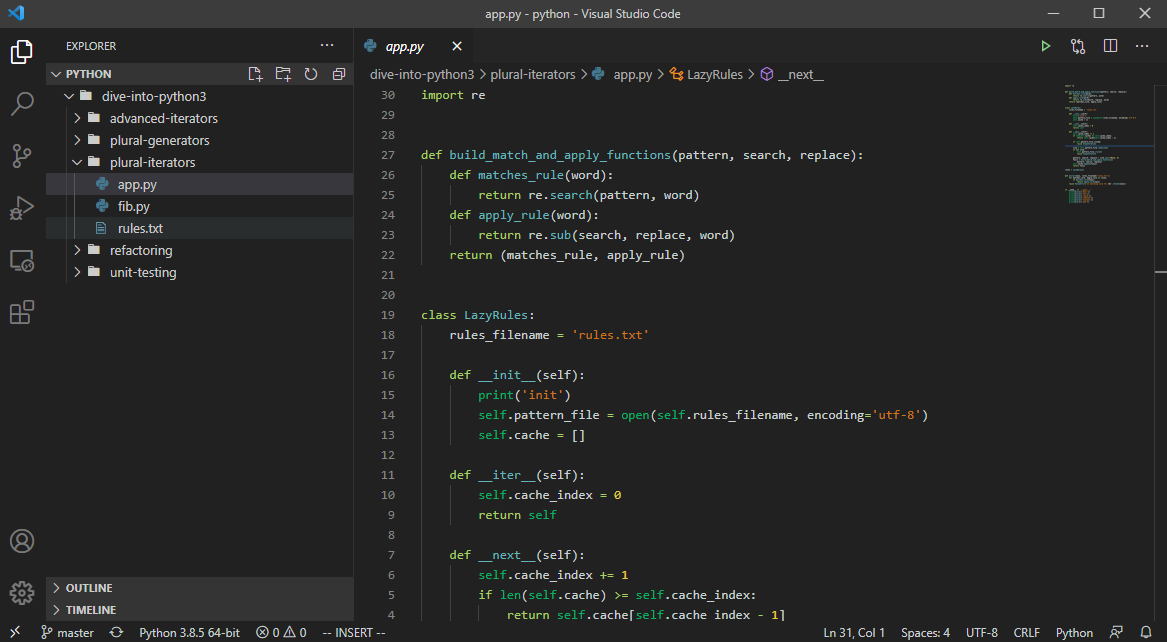 app.py - python - Visual Studio Code
EXPLORER
PYTHON
dive-into-python3
advanced-iterators
plural-generators
plural-iterators
app.py
fib.py
rules.txt
refactoring
unit-testing
OUTLINE
TIMELINE
app.py
dive-into-python3 > plural-iterators > app.py > LazyRules > __next__
30 import re
29
28
27 def build_match_and_apply_functions(pattern, search, replace):
26 def matches_rule(word):
25 return re.search(pattern, word)
24 def apply_rule(word):
23 return re.sub(search, replace, word)
22 return (matches_rule, apply_rule)
21
20
19 class LazyRules:
18 rules_filename = 'rules.txt'
17
16 def __init__(self):
15 print('init')
14 self.pattern_file = open(self.rules_filename, encoding='utf-8')
13 self.cache = []
12
11 def __iter__(self):
10 self.cache_index = 0
9 return self
8
7 def __next__(self):
6 self.cache_index += 1
5 if len(self.cache) >= self.cache_index:
4 return self.cache[self.cache_index - 1]
master Python 3.8.5 64-bit 0 0 -- INSERT -- Ln 31, Col 1 Spaces: 4 UTF-8 CRLF Python